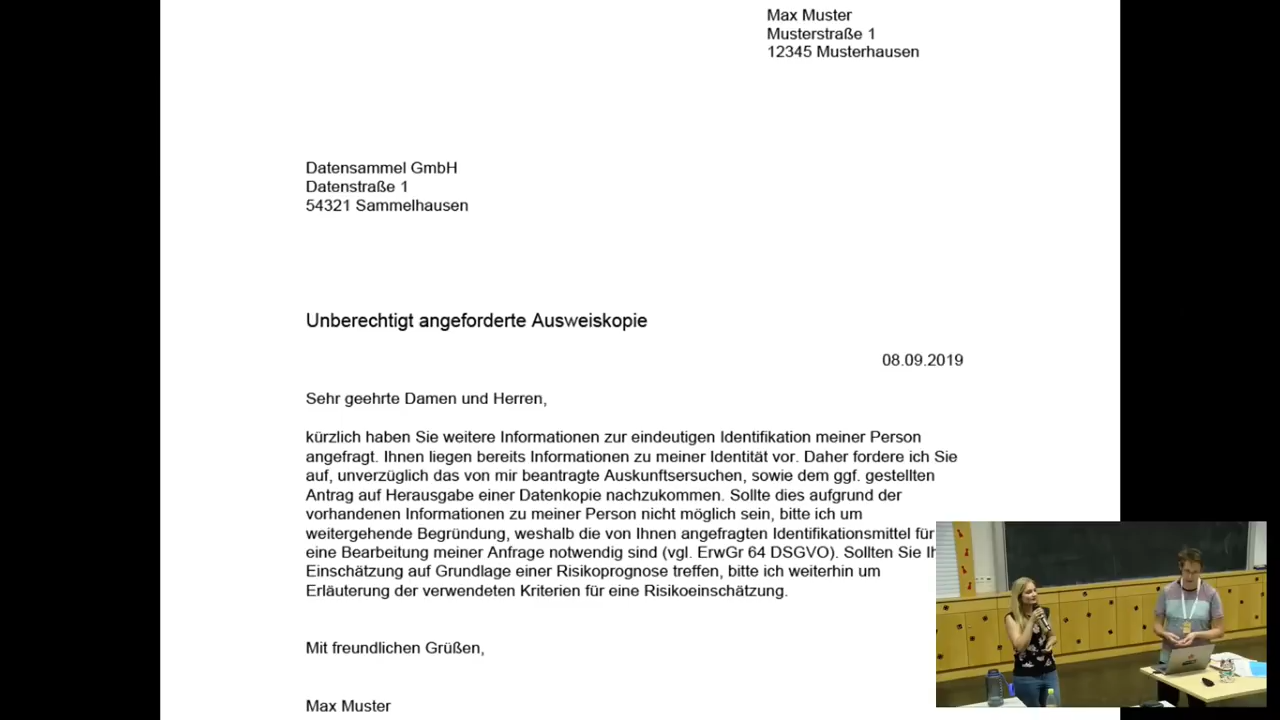 Max Muster
Musterstraße 1
12345 Musterhausen
Datensammel GmbH
Datenstraße 1
54321 Sammelhausen
Unberechtigt angeforderte Ausweiskopie
08.09.2019
Sehr geehrte Damen und Herren,
kürzlich haben Sie weitere Informationen zur eindeutigen Identifikation meiner Person
angefragt. Ihnen liegen bereits Informationen zu meiner Identität vor. Daher fordere ich Sie
auf, unverzüglich das von mir beantragte Auskunftsersuchen, sowie dem ggf. gestellten
Antrag auf Herausgabe einer Datenkopie nachzukommen. Sollte dies aufgrund der
vorhandenen Informationen zu meiner Person nicht möglich sein, bitte ich um
weitergehende Begründung, weshalb die von Ihnen angefragten Identifikationsmittel für
eine Bearbeitung meiner Anfrage notwendig sind (vgl. ErwGr 64 DSGVO). Sollten Sie
Einschätzung auf Grundlage einer Risikoprognose treffen, bitte ich weiterhin um
Erläuterung der verwendeten Kriterien für eine Risikoeinschätzung.
Mit freundlichen Grüßen,
Max Muster